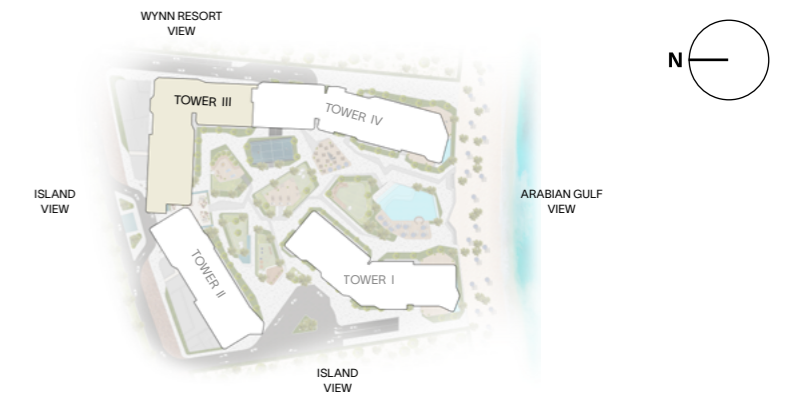 WYNN RESORT
VIEW
N
TOWER III
TOWER IV
ISLAND
VIEW
ARABIAN GULF
VIEW
TOWER II
TOWER I
ISLAND
VIEW